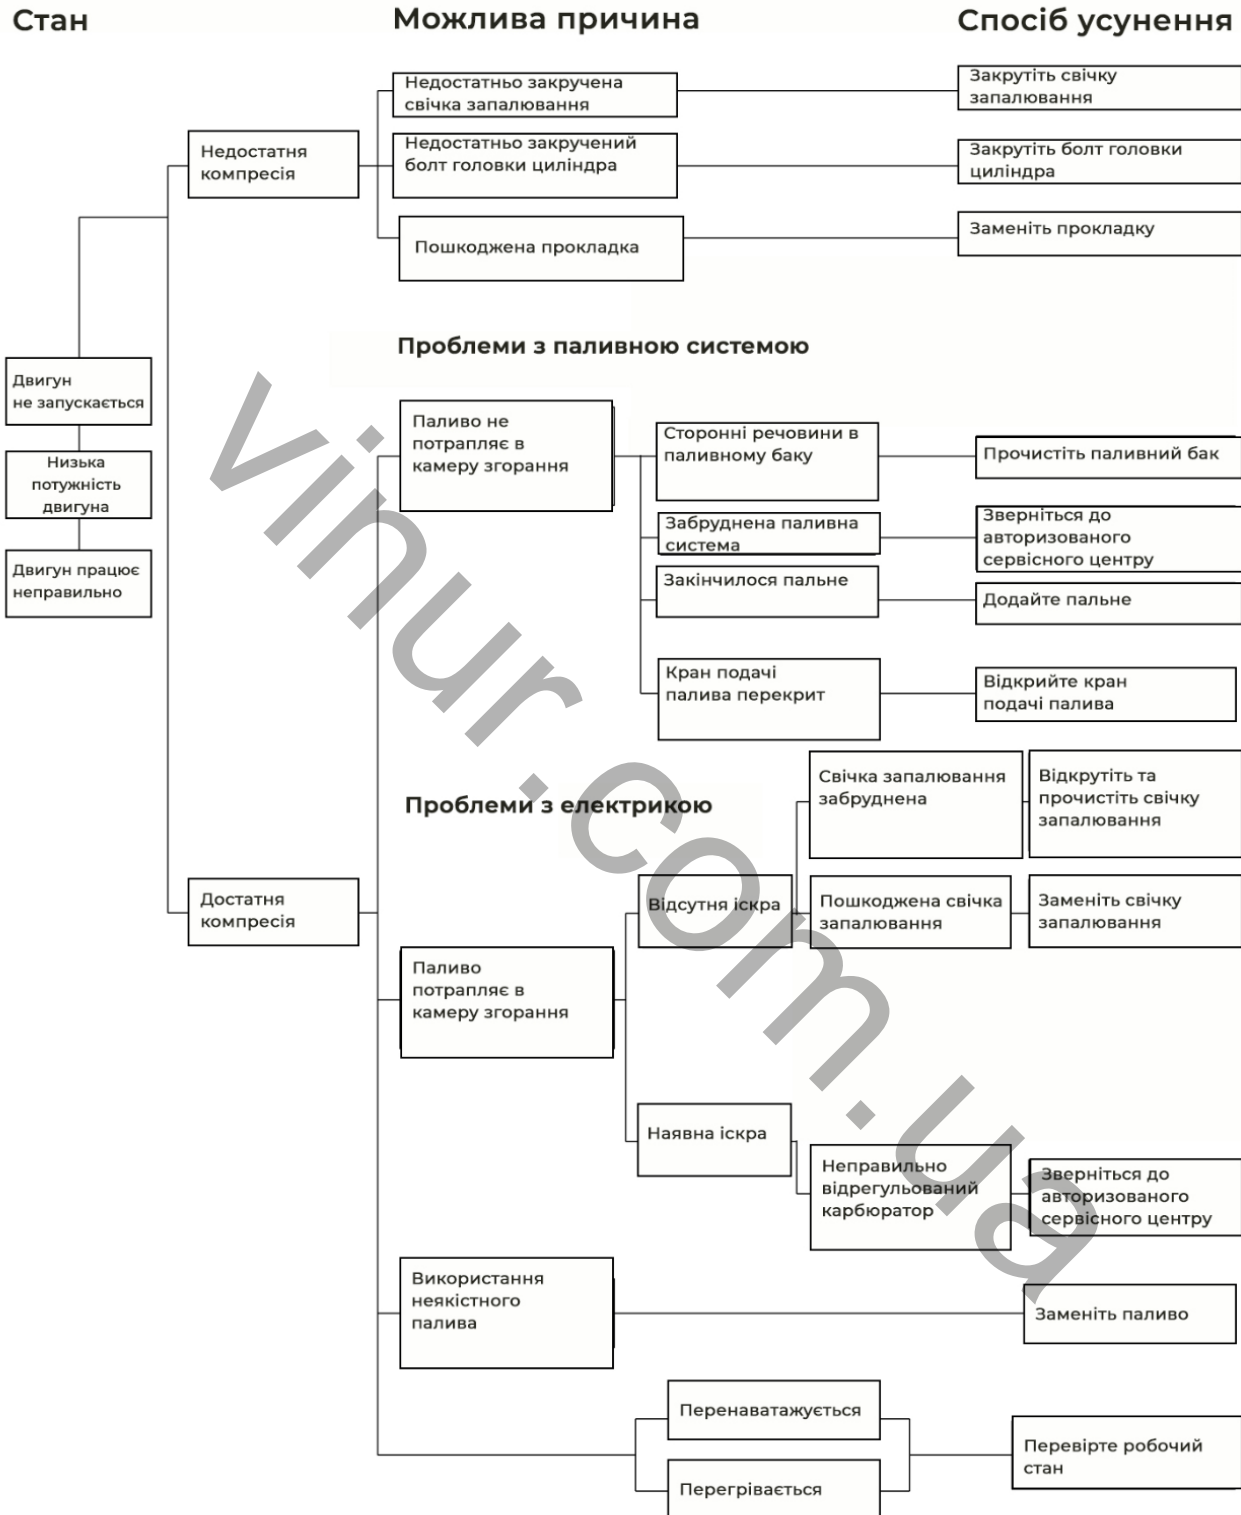 Стан
Можлива причина
Спосіб усунення
Недостатньо закручена
свічка запалювання
Закрутіть свічку
запалювання
Недостатня
компресія
Недостатньо закручений
болт головки циліндра
Закрутіть болт головки
циліндра
Пошкоджена прокладка
Заменіть прокладку
Проблеми з паливною системою
Двигун
не запускається
Низька
потужність
двигуна
Двигун працює
неправильно
Паливо не
потрапляє в
камеру згорання
Сторонні речовини в
паливному баку
Прочистіть паливний бак
Забруднена паливна
система
Зверніться до
авторизованого
сервісного центру
Закінчилося пальне
Додайте пальне
Кран подачі
палива перекрит
Відкрийте кран
подачі палива
Проблеми з електрикою
Свічка запалювання
забруднена
Відкрутіть та
прочистіть свічку
запалювання
Достатня
компресія
Відсутня іскра
Пошкоджена свічка
запалювання
Заменіть свічку
запалювання
Паливо
потрапляє в
камеру згорання
Наявна іскра
Неправильно
відрегульований
карбюратор
Зверніться до
авторизованого
сервісного центру
Використання
неякістного
палива
Заменіть паливо
Перенаватажується
Перегрівається
Перевірте робочий
стан
vinur.com.ua